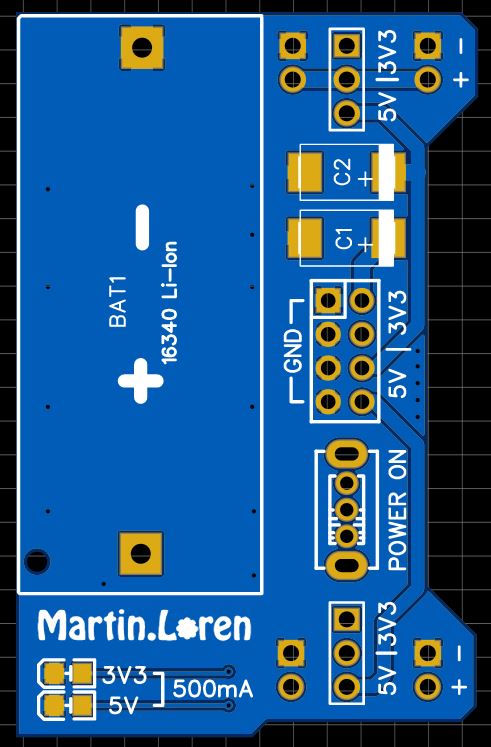 5V | 3V3
-
+
C2 +
C1 +
-
BAT1
16340 Li-Ion
+
GND
5V | 3V3
POWER ON
5V | 3V3
-
+
Martin.Loren
3V3
5V
500mA